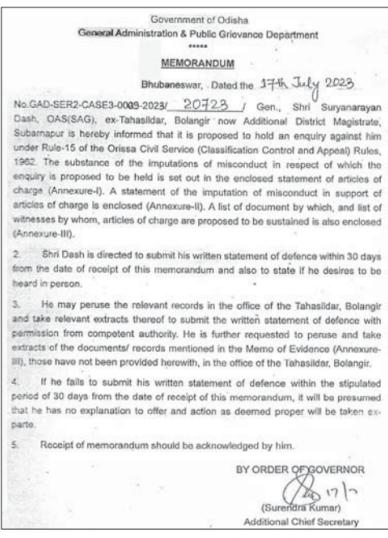 Government of Odisha
General Administration & Public Grievance Department
*****
MEMORANDUM
Bhubaneswar, Dated the 17th July 2023
No.GAD-SER2-CASE3-0009-2023/ 20723 / Gen., Shri Suryanarayan
Dash, OAS(SAG), ex-Tahasildar, Bolangir now Additional District Magistrate,
Subarnapur is hereby informed that it is proposed to hold an enquiry against him
under Rule-15 of the Orissa Civil Service (Classification Control and Appeal) Rules,
1962. The substance of the imputations of misconduct in respect of which the
enquiry is proposed to be held is set out in the enclosed statement of articles of
charge (Annexure-I). A statement of the imputation of misconduct in support of
articles of charge is enclosed (Annexure-II). A list of document by which, and list of
witnesses by whom, articles of charge are proposed to be sustained is also enclosed
(Annexure-III).
2. Shri Dash is directed to submit his written statement of defence within 30 days
from the date of receipt of this memorandum and also to state if he desires to be
heard in person.
3. He may peruse the relevant records in the office of the Tahasildar, Bolangir
and take relevant extracts thereof to submit the written statement of defence with
permission from competent authority. He is further requested to peruse and take
extracts of the documents/ records mentioned in the Memo of Evidence (Annexure-
III), those have not been provided herewith, in the office of the Tahasildar, Bolangir.
4. If he fails to submit his written statement of defence within the stipulated
period of 30 days from the date of receipt of this memorandum, it will be presumed
that he has no explanation to offer and action as deemed proper will be taken ex-
parte.
5. Receipt of memorandum should be acknowledged by him.
BY ORDER OF GOVERNOR
17/7
(Surendra Kumar)
Additional Chief Secretary